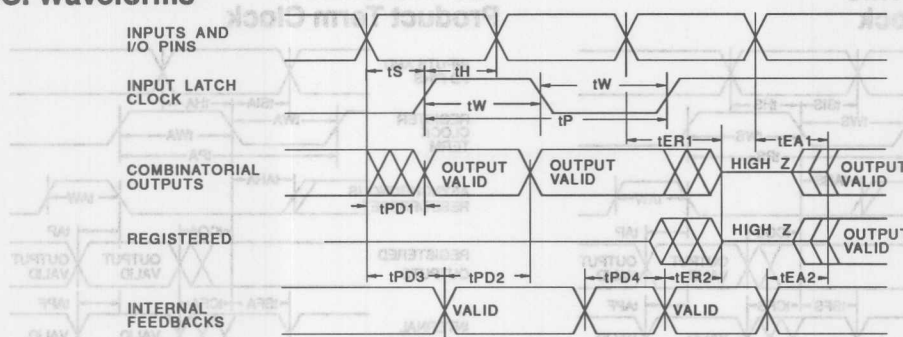 Waveforms
INPUTS AND
I/O PINS
tS
tH
INPUT LATCH
CLOCK
tW
tW
tP
tER1
tEA1
COMBINATORIAL
OUTPUTS
OUTPUT
VALID
OUTPUT
VALID
HIGH Z
OUTPUT
VALID
tPD1
REGISTERED
HIGH Z
OUTPUT
VALID
tPD3
tPD2
tPD4
tER2
tEA2
INTERNAL
FEEDBACKS
VALID
VALID